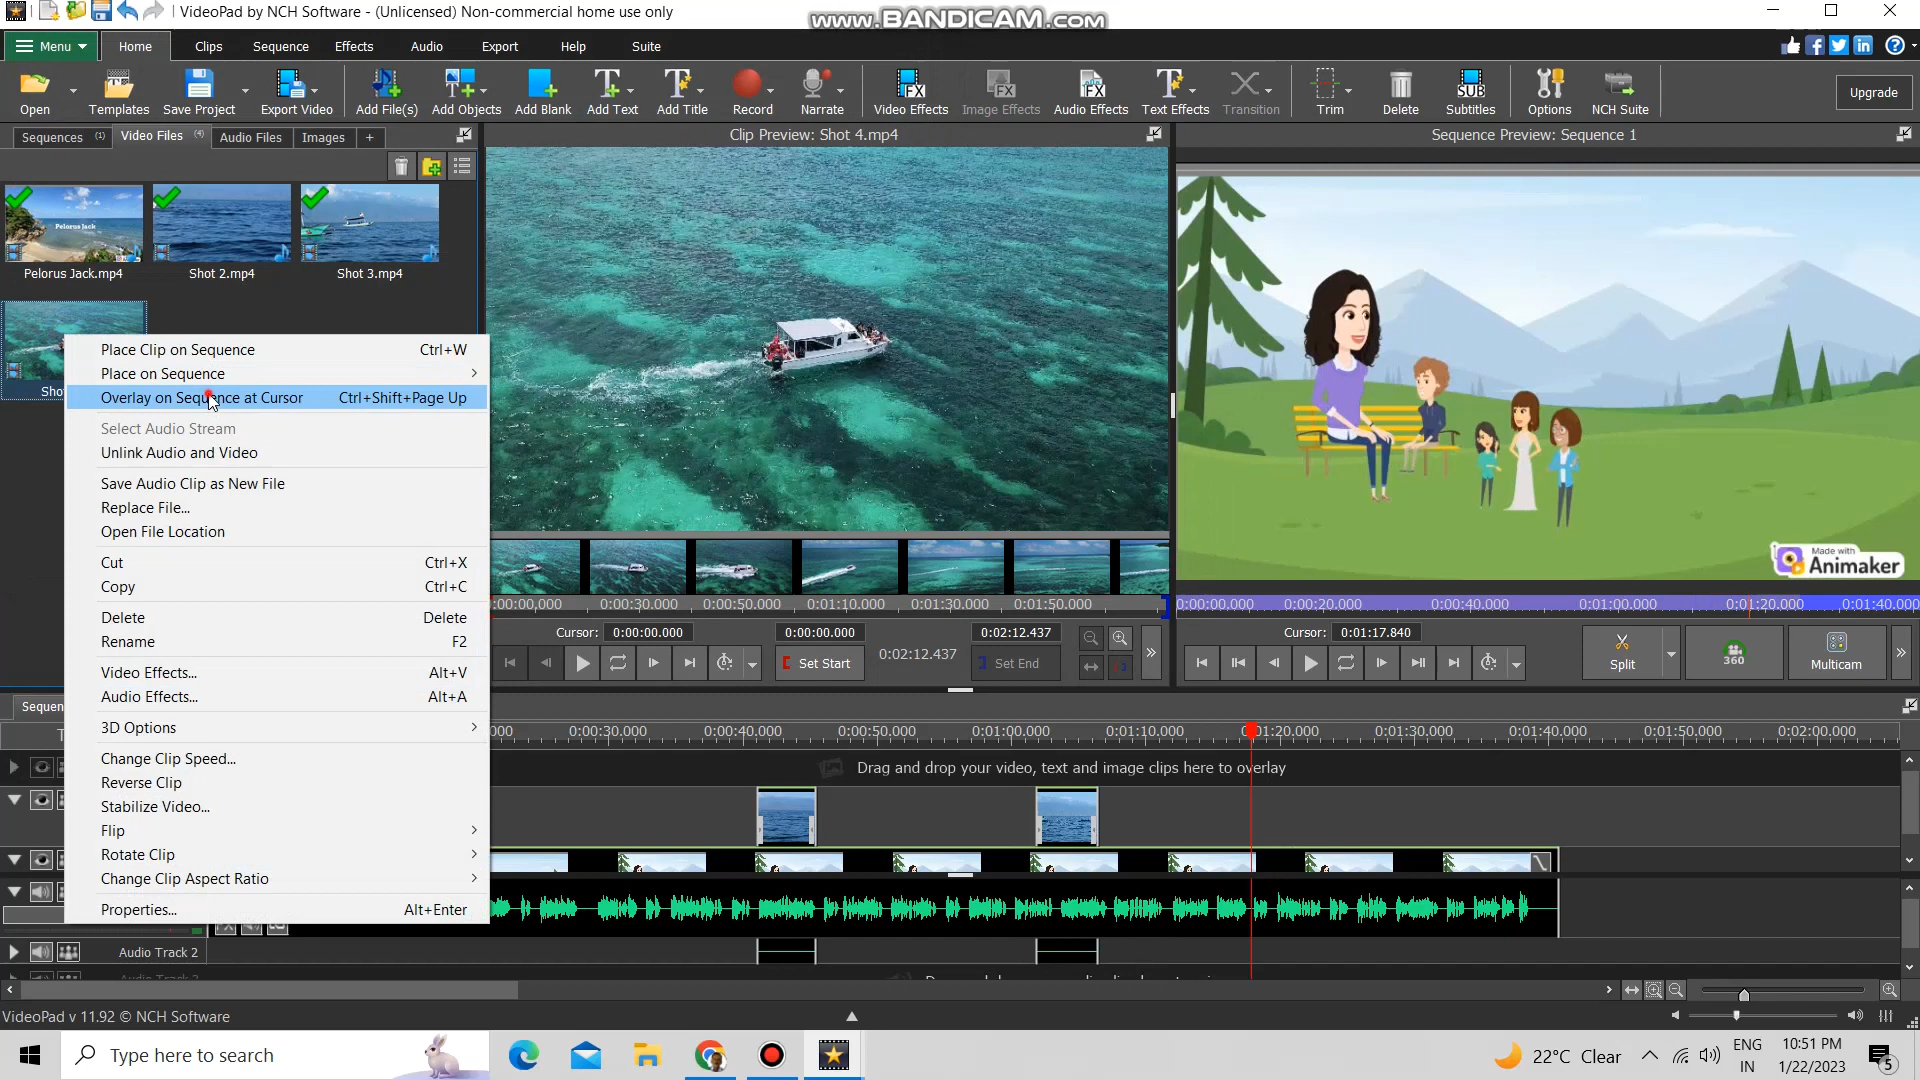 VideoPad by NCH Software - (Unlicensed) Non-commercial home use only
www.BANDICAM.com
Menu Home Clips Sequence Effects Audio Export Help Suite
Open Templates Save Project Export Video Add File(s) Add Objects Add Blank Add Text Add Title Record Narrate Video Effects Image Effects Audio Effects Text Effects Transition Trim Delete Subtitles Options NCH Suite Upgrade
Sequences (1) Video Files (4) Audio Files Images +
Clip Preview: Shot 4.mp4
Sequence Preview: Sequence 1
Pelorus Jack
Pelorus Jack.mp4 Shot 2.mp4 Shot 3.mp4
Place Clip on Sequence Ctrl+W
Place on Sequence
Overlay on Sequence at Cursor Ctrl+Shift+Page Up
Select Audio Stream
Unlink Audio and Video
Save Audio Clip as New File
Replace File...
Open File Location
Cut Ctrl+X
Copy Ctrl+C
Delete Delete
Rename F2
Video Effects... Alt+V
Audio Effects... Alt+A
3D Options
Change Clip Speed...
Reverse Clip
Stabilize Video...
Flip
Rotate Clip
Change Clip Aspect Ratio
Properties... Alt+Enter
Made with
Animaker
:00:00,000 0:00:30.000 0:00:50.000 0:01:10.000 0:01:30.000 0:01:50.000
0:00:00.000 0:00:20.000 0:00:40.000 0:01:00.000 0:01:20.000 0:01:40.000
Cursor: 0:00:00.000 0:00:00.000 0:02:12.437 0:02:12.437
Set Start Set End
Cursor: 0:01:17.840
Split 360 Multicam
Sequen
000 0:00:30.000 0:00:40.000 0:00:50.000 0:01:00.000 0:01:10.000 0:01:20.000 0:01:30.000 0:01:40.000 0:01:50.000 0:02:00.000
Drag and drop your video, text and image clips here to overlay
Audio Track 2
VideoPad v 11.92 © NCH Software
Type here to search
22°C Clear
ENG
IN
10:51 PM
1/22/2023
5